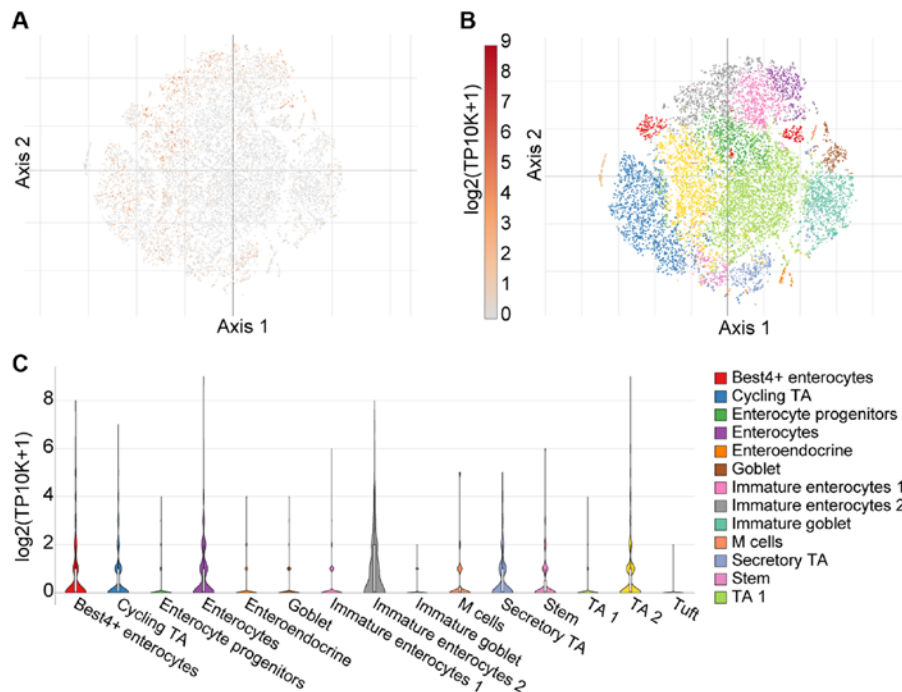 A
Axis 2
Axis 1
9
8
7
6
5
4
3
2
1
0
log2(TP10K+1)
B
Axis 2
Axis 1
C
log2(TP10K+1)
8
6
4
2
0
Best4+ enterocytes
Cycling TA
Enterocyte progenitors
Enterocytes
Enteroendocrine
Goblet
Immature enterocytes 1
Immature enterocytes 2
Immature goblet
M cells
Secretory TA
Stem
TA 1
TA 2
Tuft
Best4+ enterocytes
Cycling TA
Enterocyte progenitors
Enterocytes
Enteroendocrine
Goblet
Immature enterocytes 1
Immature enterocytes 2
Immature goblet
M cells
Secretory TA
Stem
TA 1